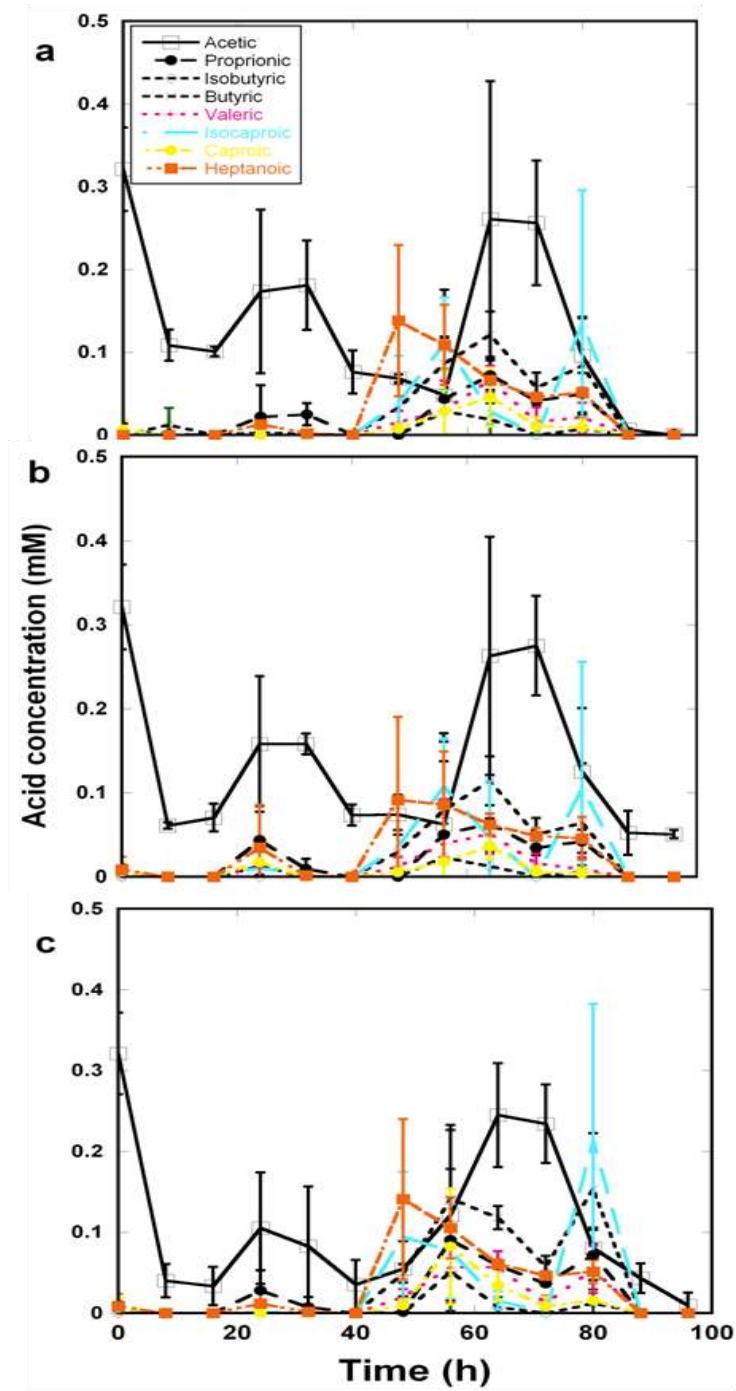 0.5
a
Acetic
Proprionic
Isobutyric
Butyric
Valeric
Isocaproic
Caproic
Heptanoic
0.4
0.3
0.2
0.1
0
0.5
b
0.4
0.3
0.2
0.1
0
Acid concentration (mM)
0.5
c
0.4
0.3
0.2
0.1
0
0 20 40 60 80 100
Time (h)